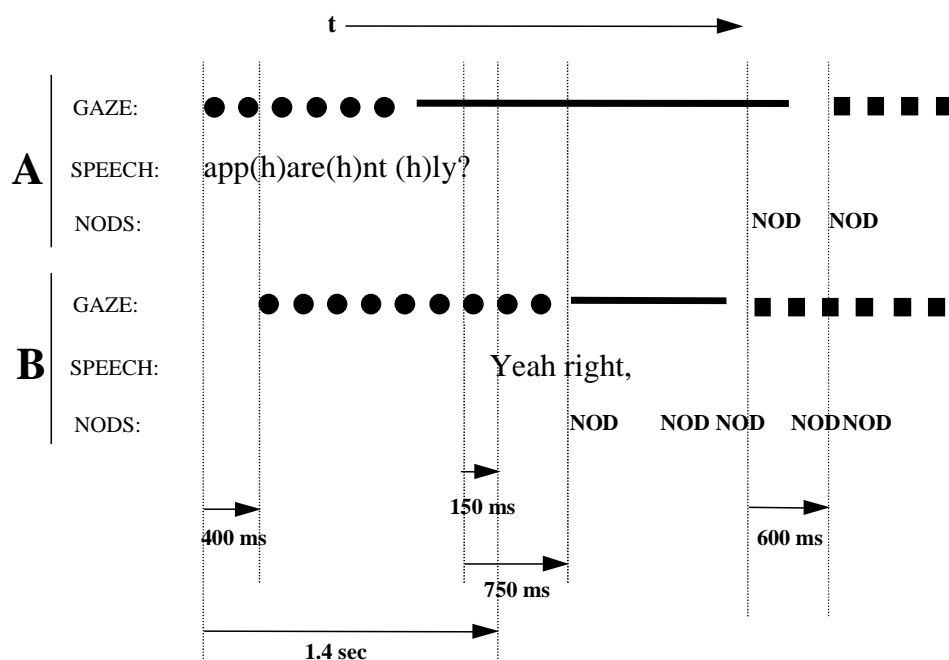 t
GAZE:
A
SPEECH: app(h)are(h)nt (h)ly?
NODS: NOD NOD
GAZE:
B
SPEECH: Yeah right,
NODS: NOD NOD NOD NOD NOD
150 ms
400 ms
600 ms
750 ms
1.4 sec